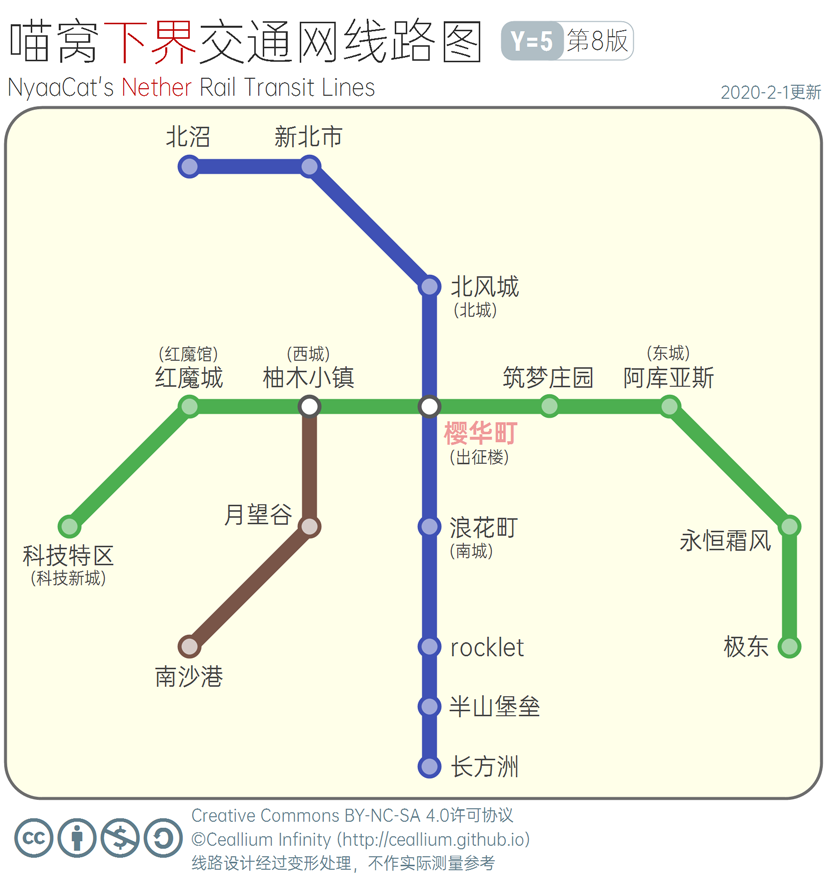 喵窝下界交通网线路图 Y=5 第8版
NyaaCat's Nether Rail Transit Lines
2020-2-1更新
北沼
新北市
北风城
(北城)
(红魔馆)
红魔城
(西城)
柚木小镇
筑梦庄园
(东城)
阿库亚斯
樱华町
(出征楼)
月望谷
浪花町
(南城)
永恒霜风
科技特区
(科技新城)
rocklet
极东
南沙港
半山堡垒
长方洲
Creative Commons BY-NC-SA 4.0许可协议
cc
©Ceallium Infinity (http://ceallium.github.io)
线路设计经过变形处理，不作实际测量参考